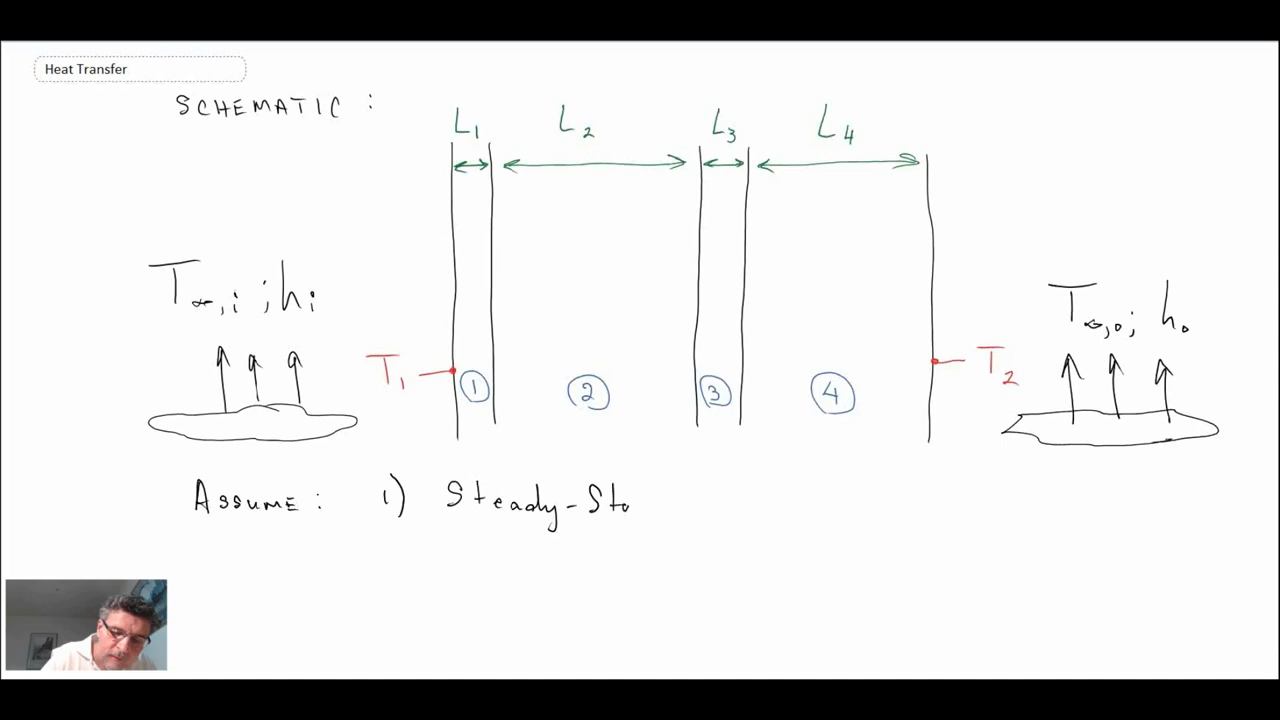 Heat Transfer
SCHEMATIC :
L₁ L₂ L₃ L₄
T∞,i ; hᵢ
T∞,o ; hₒ
T₁ ① ② ③ ④ T₂
ASSUME : 1) Steady-Sta